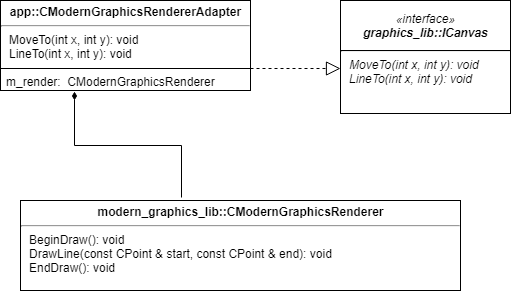 app::CModernGraphicsRendererAdapter
MoveTo(int x, int y): void
LineTo(int x, int y): void
m_render:  CModernGraphicsRenderer
«interface»
graphics_lib::ICanvas
MoveTo(int x, int y): void
LineTo(int x, int y): void
modern_graphics_lib::CModernGraphicsRenderer
BeginDraw(): void
DrawLine(const CPoint & start, const CPoint & end): void
EndDraw(): void